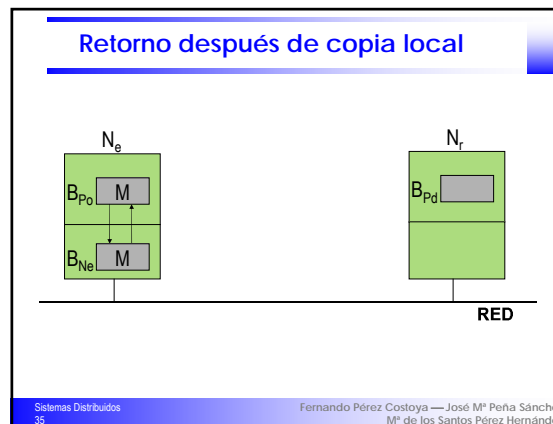 Retorno después de copia local
Ne
Nr
BPo M
BPd
BNe M
RED
Sistemas Distribuidos
35
Fernando Pérez Costoya — José Mª Peña Sánche
Mª de los Santos Pérez Hernánde